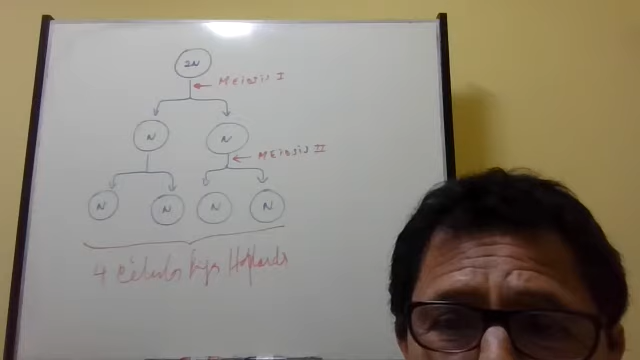 2N
MEIOSIS I
N N
MEIOSIS II
N N N N
4 Células hijas Haploides